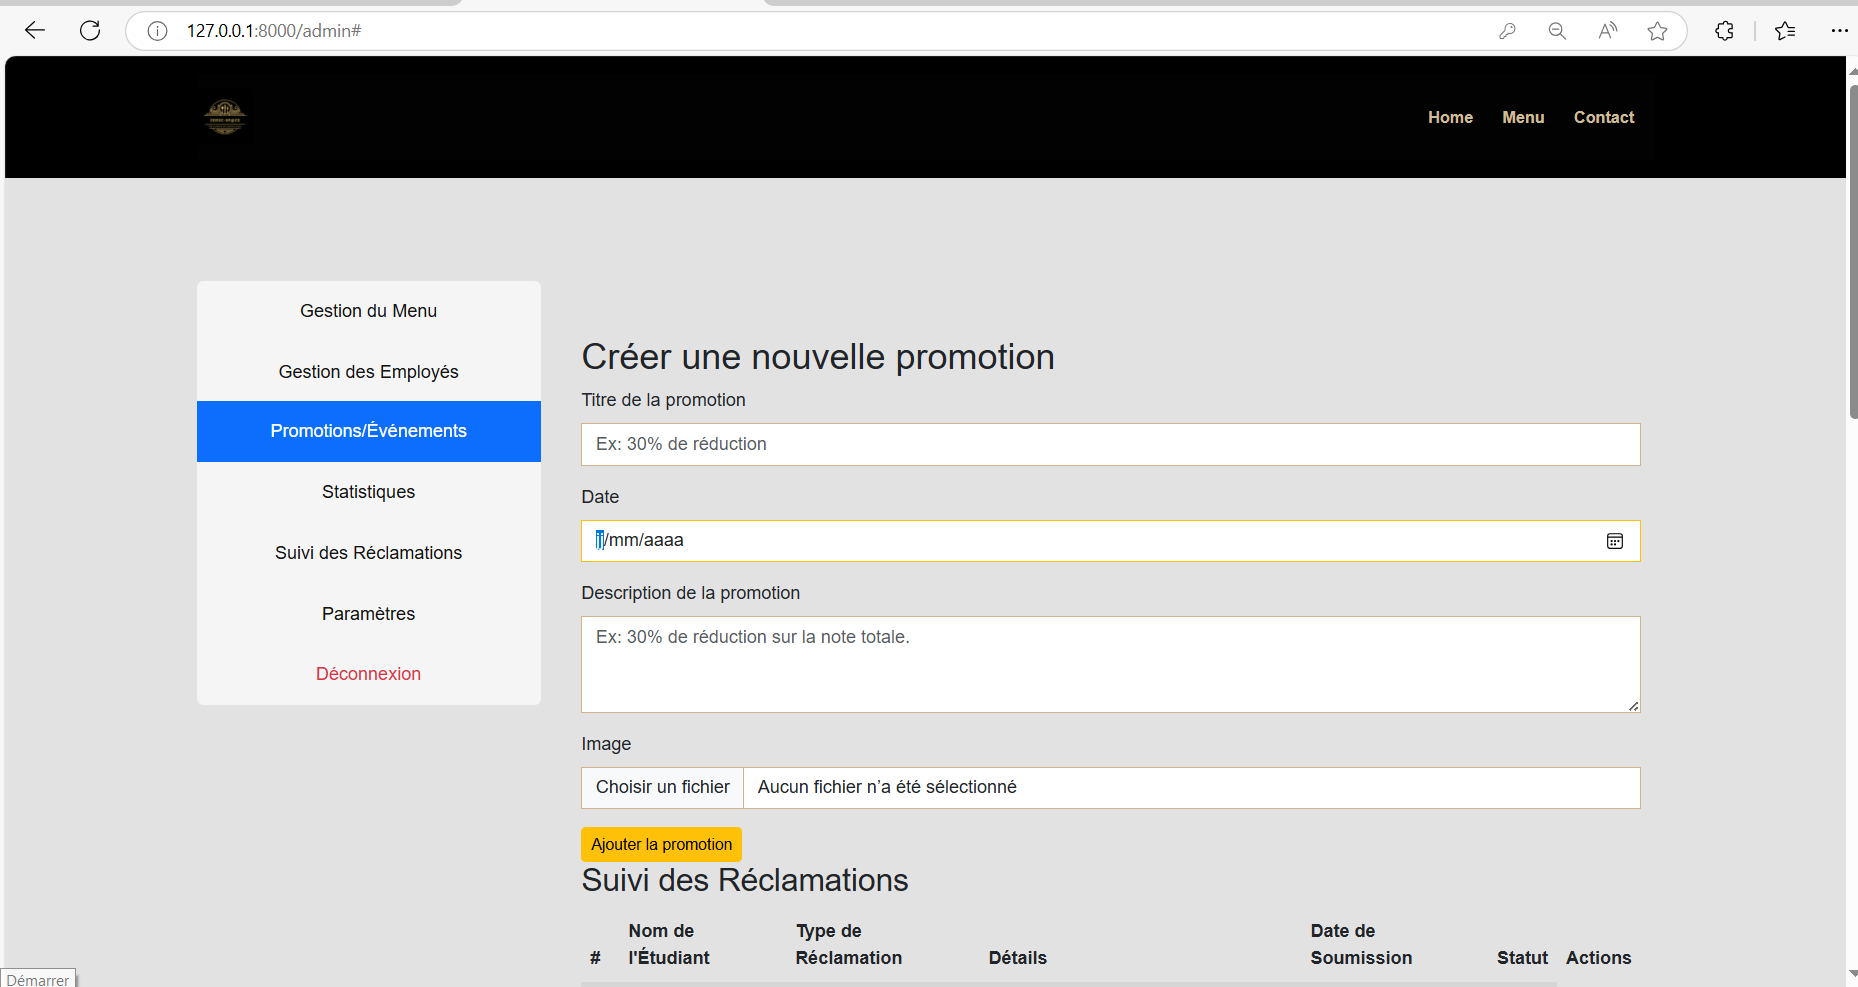 127.0.0.1:8000/admin#
Home Menu Contact
Gestion du Menu
Gestion des Employés
Promotions/Événements
Statistiques
Suivi des Réclamations
Paramètres
Déconnexion
Créer une nouvelle promotion
Titre de la promotion
Ex: 30% de réduction
Date
jj/mm/aaaa
Description de la promotion
Ex: 30% de réduction sur la note totale.
Image
Choisir un fichier Aucun fichier n’a été sélectionné
Ajouter la promotion
Suivi des Réclamations
# Nom de l'Étudiant Type de Réclamation Détails Date de Soumission Statut Actions
Démarrer